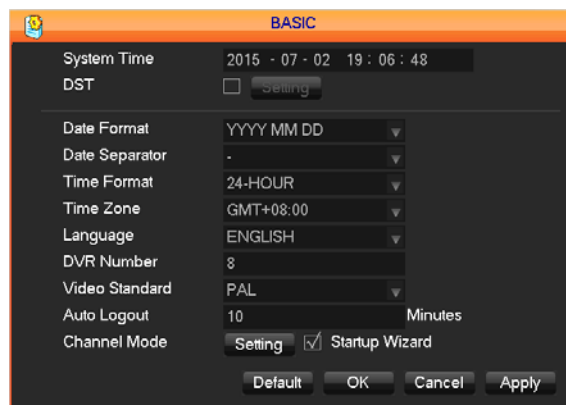 BASIC
System Time 2015 - 07 - 02 19 : 06 : 48
DST Setting
Date Format YYYY MM DD
Date Separator -
Time Format 24-HOUR
Time Zone GMT+08:00
Language ENGLISH
DVR Number 8
Video Standard PAL
Auto Logout 10 Minutes
Channel Mode Setting Startup Wizard
Default OK Cancel Apply